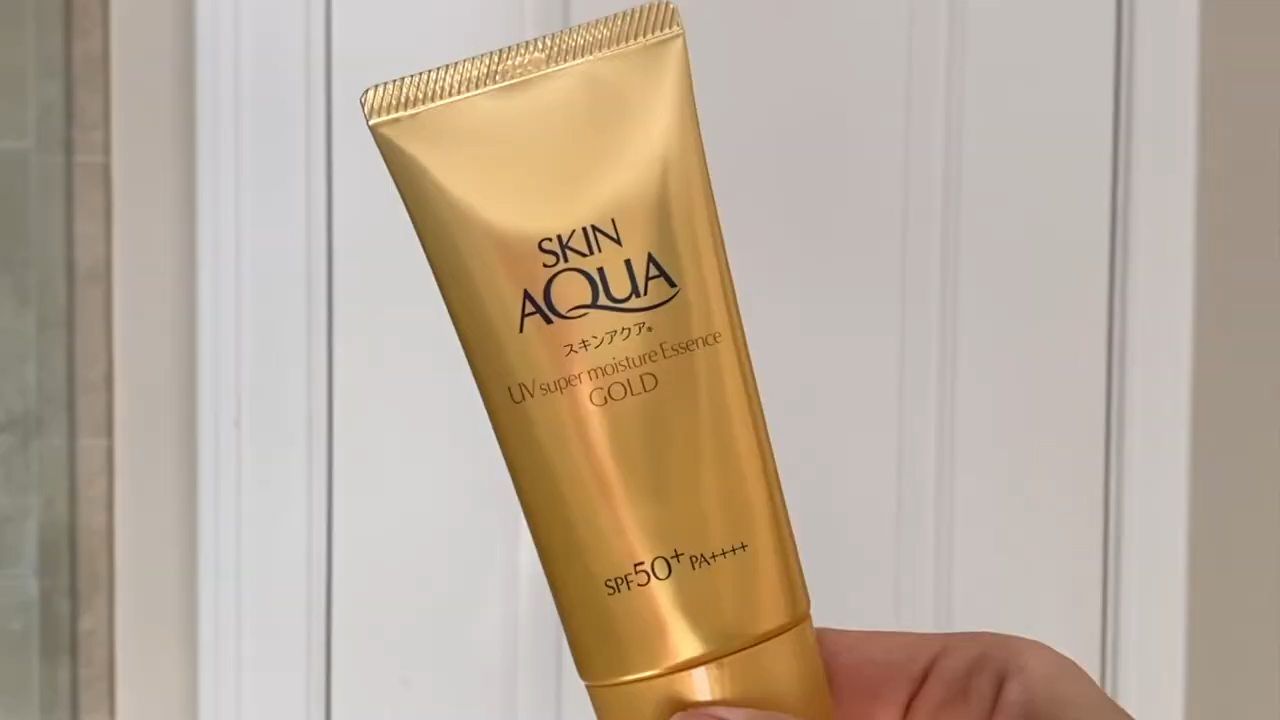 SKIN
AQUA
スキンアクア®
UV super moisture Essence
GOLD
SPF50+ PA++++